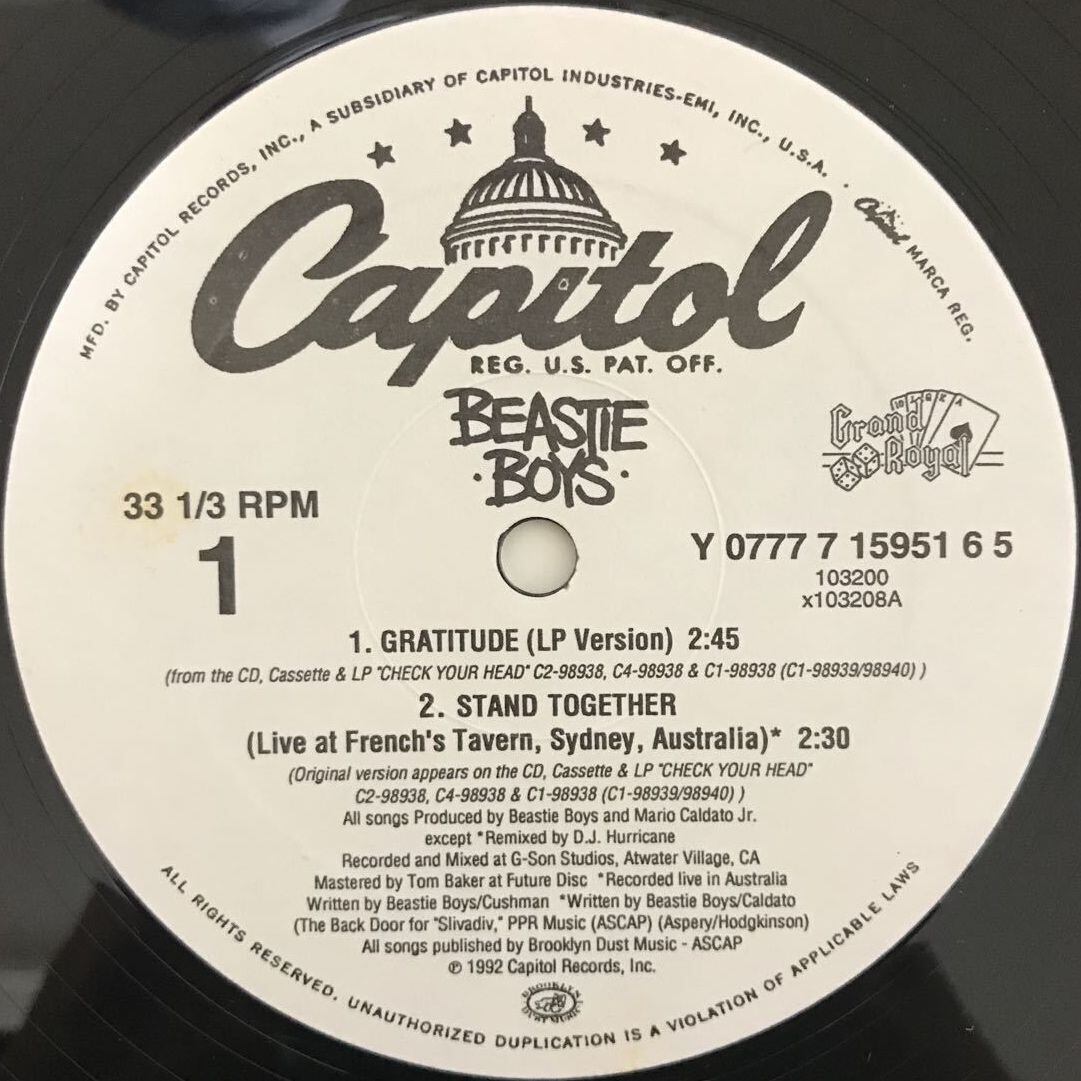 MFD. BY CAPITOL RECORDS, INC., A SUBSIDIARY OF CAPITOL INDUSTRIES-EMI, INC., U.S.A. . Capitol MARCA REG.
Capitol
REG. U.S. PAT. OFF.
BEASTIE
·BOYS·
Grand
Royal
10 J Q K A
33 1/3 RPM
1
Y 0777 7 15951 6 5
103200
x103208A
1. GRATITUDE (LP Version) 2:45
(from the CD, Cassette & LP "CHECK YOUR HEAD" C2-98938, C4-98938 & C1-98938 (C1-98939/98940) )
2. STAND TOGETHER
(Live at French's Tavern, Sydney, Australia)* 2:30
(Original version appears on the CD, Cassette & LP "CHECK YOUR HEAD"
C2-98938, C4-98938 & C1-98938 (C1-98939/98940) )
All songs Produced by Beastie Boys and Mario Caldato Jr.
except *Remixed by D.J. Hurricane
Recorded and Mixed at G-Son Studios, Atwater Village, CA
Mastered by Tom Baker at Future Disc *Recorded live in Australia
Written by Beastie Boys/Cushman *Written by Beastie Boys/Caldato
(The Back Door for "Slivadiv," PPR Music (ASCAP) (Aspery/Hodgkinson)
All songs published by Brooklyn Dust Music - ASCAP
℗ 1992 Capitol Records, Inc.
BROOKLYN
DUST MUSIC
ALL RIGHTS RESERVED. UNAUTHORIZED DUPLICATION IS A VIOLATION OF APPLICABLE LAWS